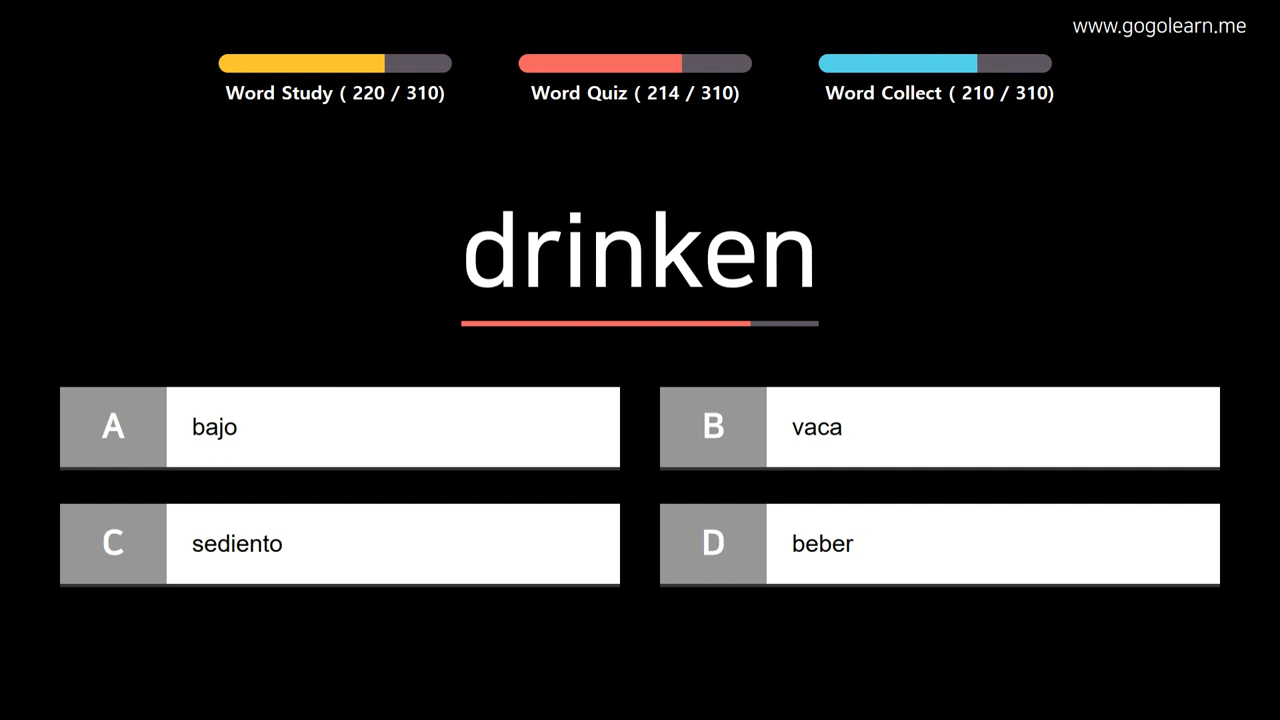 www.gogolearn.me
Word Study ( 220 / 310)
Word Quiz ( 214 / 310)
Word Collect ( 210 / 310)
drinken
A bajo
B vaca
C sediento
D beber